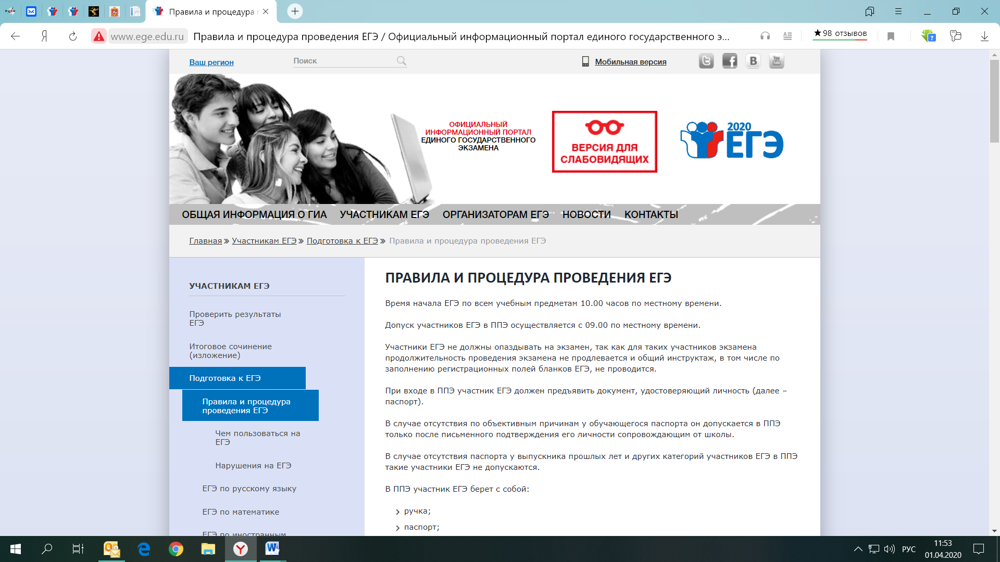 Правила и процедура п
www.ege.edu.ru
Правила и процедура проведения ЕГЭ / Официальный информационный портал единого государственного э...
★98 отзывов
Ваш регион
Поиск
Мобильная версия
ОФИЦИАЛЬНЫЙ
ИНФОРМАЦИОННЫЙ ПОРТАЛ
ЕДИНОГО ГОСУДАРСТВЕННОГО
ЭКЗАМЕНА
ВЕРСИЯ ДЛЯ
СЛАБОВИДЯЩИХ
2020
ЕГЭ
ОБЩАЯ ИНФОРМАЦИЯ О ГИА УЧАСТНИКАМ ЕГЭ ОРГАНИЗАТОРАМ ЕГЭ НОВОСТИ КОНТАКТЫ
Главная » Участникам ЕГЭ » Подготовка к ЕГЭ » Правила и процедура проведения ЕГЭ
УЧАСТНИКАМ ЕГЭ
Проверить результаты
ЕГЭ
Итоговое сочинение
(изложение)
Подготовка к ЕГЭ
Правила и процедура
проведения ЕГЭ
Чем пользоваться на
ЕГЭ
Нарушения на ЕГЭ
ЕГЭ по русскому языку
ЕГЭ по математике
ЕГЭ по иностранным
ПРАВИЛА И ПРОЦЕДУРА ПРОВЕДЕНИЯ ЕГЭ
Время начала ЕГЭ по всем учебным предметам 10.00 часов по местному времени.
Допуск участников ЕГЭ в ППЭ осуществляется с 09.00 по местному времени.
Участники ЕГЭ не должны опаздывать на экзамен, так как для таких участников экзамена
продолжительность проведения экзамена не продлевается и общий инструктаж, в том числе по
заполнению регистрационных полей бланков ЕГЭ, не проводится.
При входе в ППЭ участник ЕГЭ должен предъявить документ, удостоверяющий личность (далее –
паспорт).
В случае отсутствия по объективным причинам у обучающегося паспорта он допускается в ППЭ
только после письменного подтверждения его личности сопровождающим от школы.
В случае отсутствия паспорта у выпускника прошлых лет и других категорий участников ЕГЭ в ППЭ
такие участники ЕГЭ не допускаются.
В ППЭ участник ЕГЭ берет с собой:
ручка;
паспорт;
РУС
11:53
01.04.2020